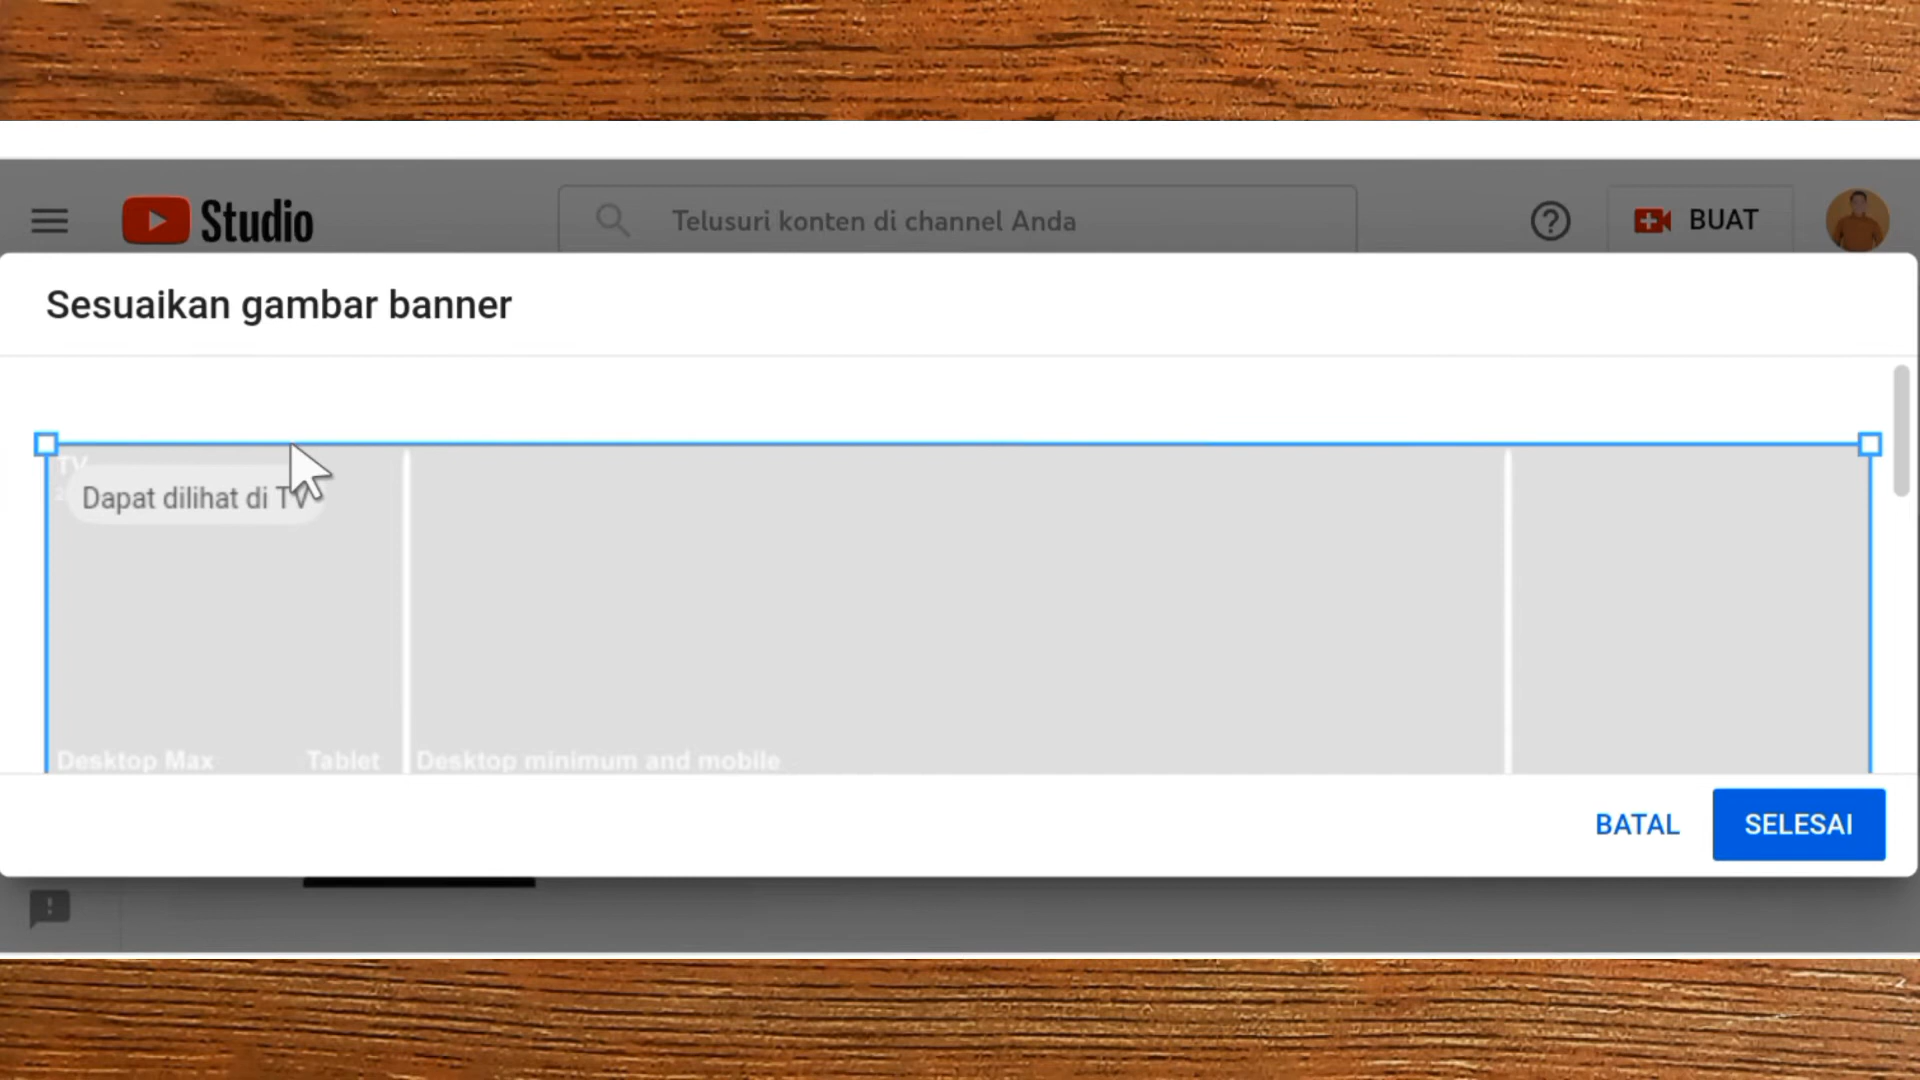 Studio
Telusuri konten di channel Anda
BUAT
Sesuaikan gambar banner
TV
Dapat dilihat di TV
Desktop Max
Tablet
Desktop minimum and mobile
BATAL
SELESAI